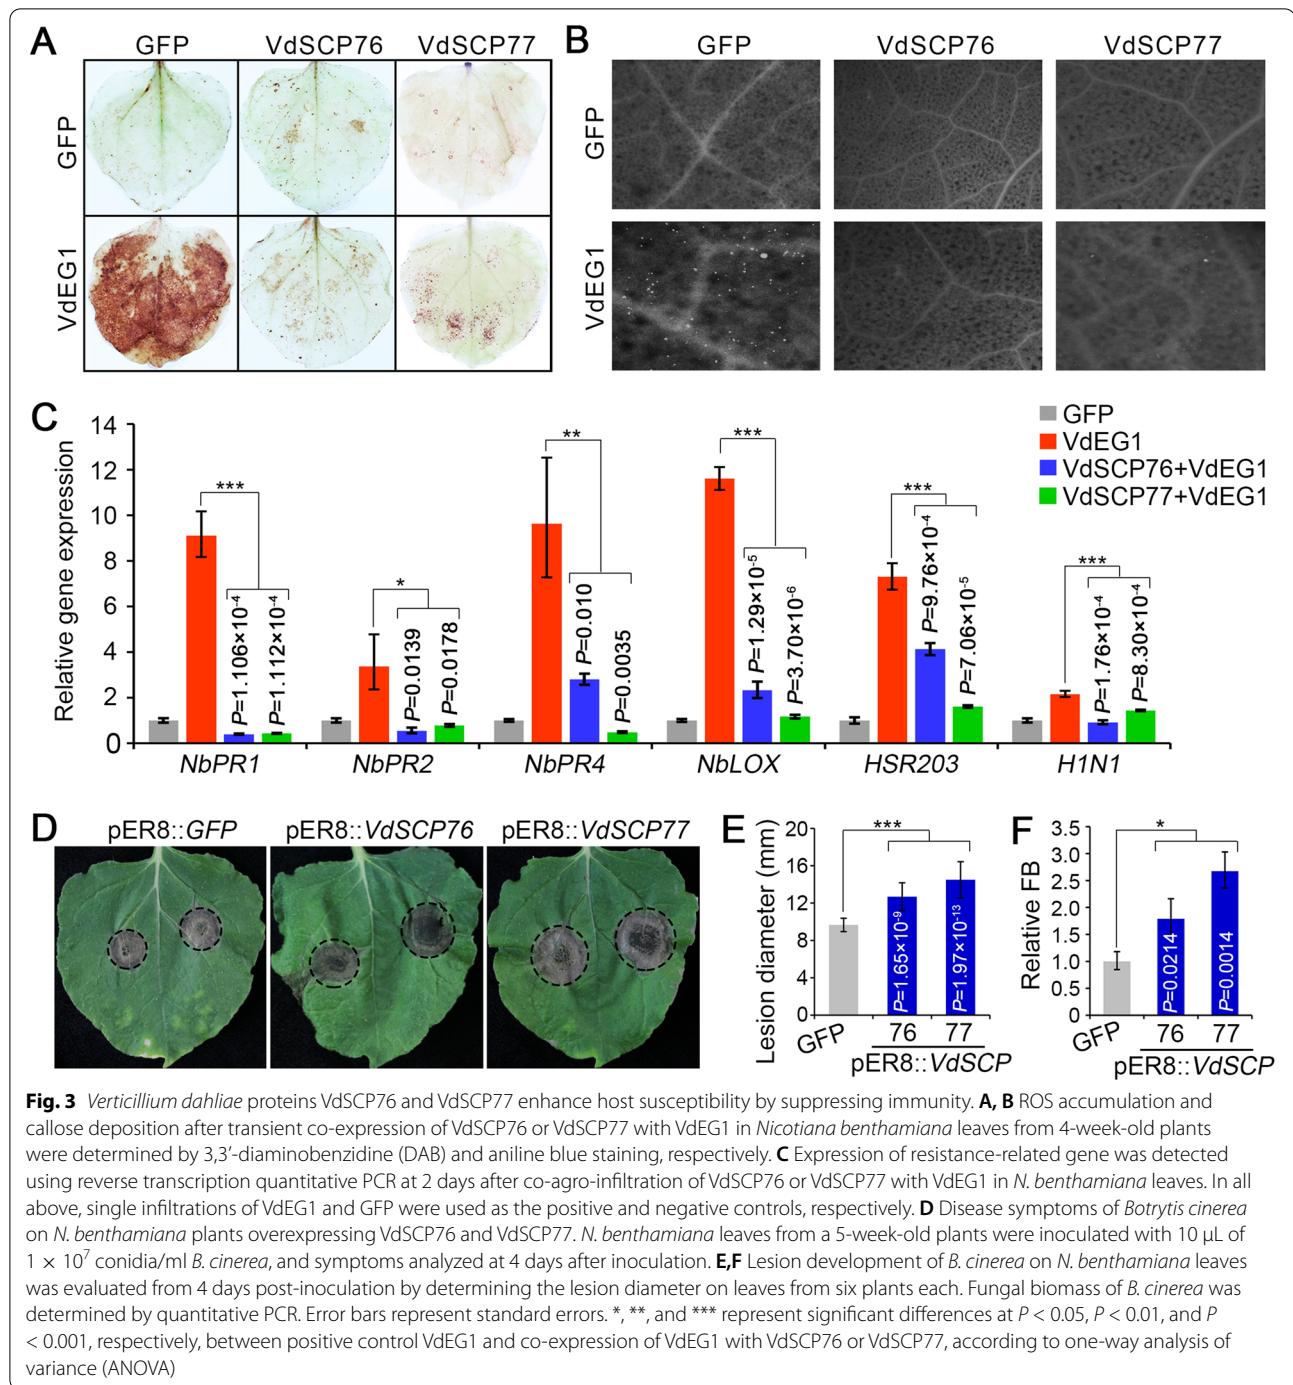 A
GFP VdSCP76 VdSCP77
GFP
VdEG1
B
GFP VdSCP76 VdSCP77
GFP
VdEG1
C
Relative gene expression
14
12
10
8
6
4
2
0
GFP
VdEG1
VdSCP76+VdEG1
VdSCP77+VdEG1
***
P=1.106×10⁻⁴
P=1.112×10⁻⁴
*
P=0.0139
P=0.0178
**
P=0.010
P=0.0035
***
P=1.29×10⁻⁵
P=3.70×10⁻⁶
***
P=9.76×10⁻⁴
P=7.06×10⁻⁵
***
P=1.76×10⁻⁴
P=8.30×10⁻⁴
NbPR1 NbPR2 NbPR4 NbLOX HSR203 H1N1
D
pER8::GFP pER8::VdSCP76 pER8::VdSCP77
E
Lesion diameter (mm)
20
16
12
8
4
0
***
P=1.65×10⁻⁹
P=1.97×10⁻¹³
GFP 76 77
pER8::VdSCP
F
Relative FB
3.5
3.0
2.5
2.0
1.5
1.0
0.5
0
*
P=0.0214
P=0.0014
GFP 76 77
pER8::VdSCP
Fig. 3 Verticillium dahliae proteins VdSCP76 and VdSCP77 enhance host susceptibility by suppressing immunity. A, B ROS accumulation and
callose deposition after transient co-expression of VdSCP76 or VdSCP77 with VdEG1 in Nicotiana benthamiana leaves from 4-week-old plants
were determined by 3,3’-diaminobenzidine (DAB) and aniline blue staining, respectively. C Expression of resistance-related gene was detected
using reverse transcription quantitative PCR at 2 days after co-agro-infiltration of VdSCP76 or VdSCP77 with VdEG1 in N. benthamiana leaves. In all
above, single infiltrations of VdEG1 and GFP were used as the positive and negative controls, respectively. D Disease symptoms of Botrytis cinerea
on N. benthamiana plants overexpressing VdSCP76 and VdSCP77. N. benthamiana leaves from a 5-week-old plants were inoculated with 10 μL of
1 × 10⁷ conidia/ml B. cinerea, and symptoms analyzed at 4 days after inoculation. E,F Lesion development of B. cinerea on N. benthamiana leaves
was evaluated from 4 days post-inoculation by determining the lesion diameter on leaves from six plants each. Fungal biomass of B. cinerea was
determined by quantitative PCR. Error bars represent standard errors. *, **, and *** represent significant differences at P < 0.05, P < 0.01, and P
< 0.001, respectively, between positive control VdEG1 and co-expression of VdEG1 with VdSCP76 or VdSCP77, according to one-way analysis of
variance (ANOVA)